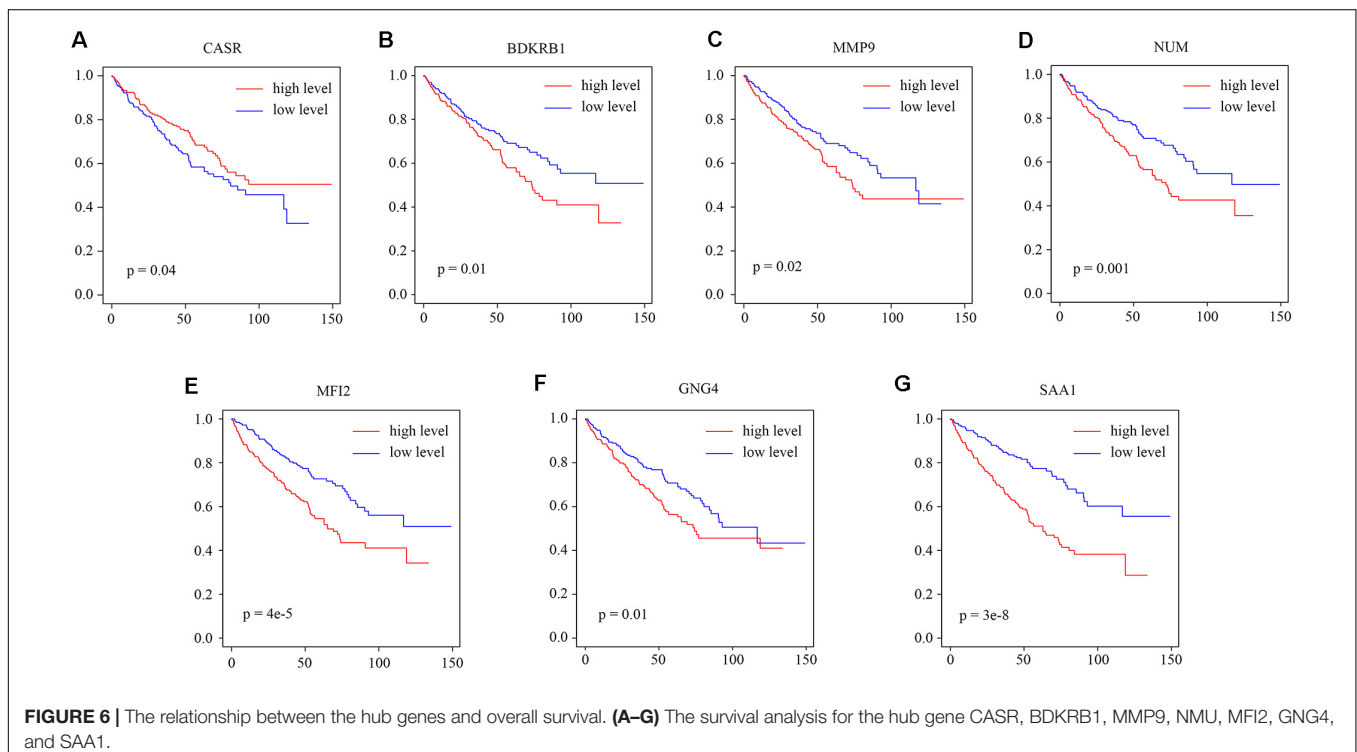 A
CASR
high level
low level
1.0
0.8
0.6
0.4
0.2
0.0
p = 0.04
0 50 100 150
B
BDKRB1
high level
low level
1.0
0.8
0.6
0.4
0.2
0.0
p = 0.01
0 50 100 150
C
MMP9
high level
low level
1.0
0.8
0.6
0.4
0.2
0.0
p = 0.02
0 50 100 150
D
NUM
high level
low level
1.0
0.8
0.6
0.4
0.2
0.0
p = 0.001
0 50 100 150
E
MFI2
high level
low level
1.0
0.8
0.6
0.4
0.2
0.0
p = 4e-5
0 50 100 150
F
GNG4
high level
low level
1.0
0.8
0.6
0.4
0.2
0.0
p = 0.01
0 50 100 150
G
SAA1
high level
low level
1.0
0.8
0.6
0.4
0.2
0.0
p = 3e-8
0 50 100 150
FIGURE 6 | The relationship between the hub genes and overall survival. (A–G) The survival analysis for the hub gene CASR, BDKRB1, MMP9, NMU, MFI2, GNG4,
and SAA1.